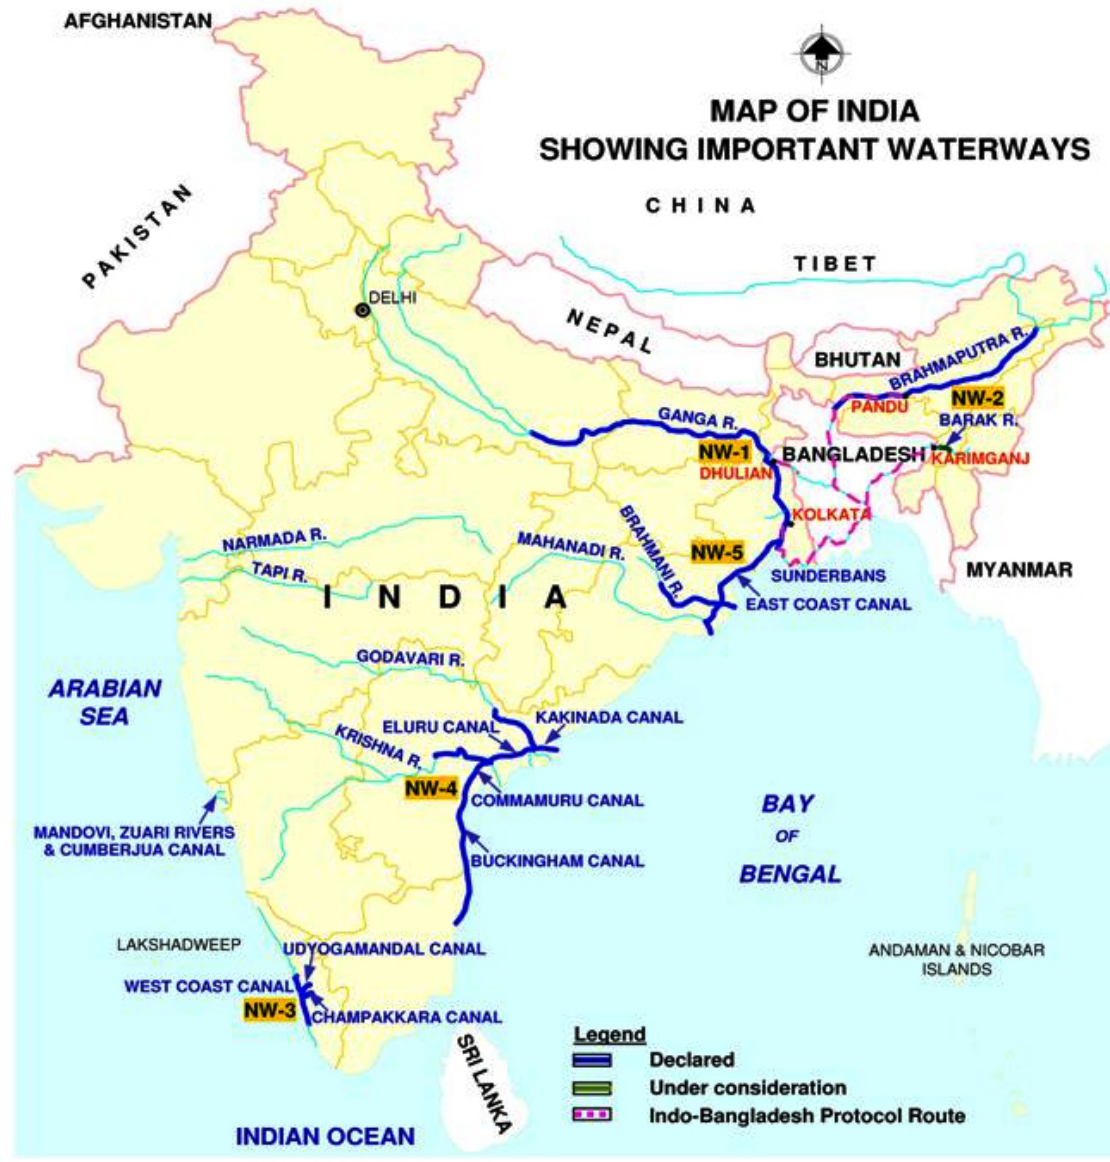 AFGHANISTAN
N
MAP OF INDIA
SHOWING IMPORTANT WATERWAYS
CHINA
PAKISTAN
TIBET
DELHI
NEPAL
BHUTAN
BRAHMAPUTRA R.
PANDU
NW-2
GANGA R.
BARAK R.
NW-1
BANGLADESH
KARIMGANJ
DHULIAN
KOLKATA
NARMADA R.
MAHANADI R.
BRAHMANI R.
NW-5
TAPI R.
SUNDERBANS
MYANMAR
INDIA
EAST COAST CANAL
GODAVARI R.
ARABIAN
SEA
KAKINADA CANAL
ELURU CANAL
KRISHNA R.
NW-4
COMMAMURU CANAL
MANDOVI, ZUARI RIVERS
& CUMBERJUA CANAL
BAY
OF
BENGAL
BUCKINGHAM CANAL
LAKSHADWEEP
UDYOGAMANDAL CANAL
ANDAMAN & NICOBAR
ISLANDS
WEST COAST CANAL
NW-3
CHAMPAKKARA CANAL
SRI LANKA
Legend
Declared
Under consideration
Indo-Bangladesh Protocol Route
INDIAN OCEAN